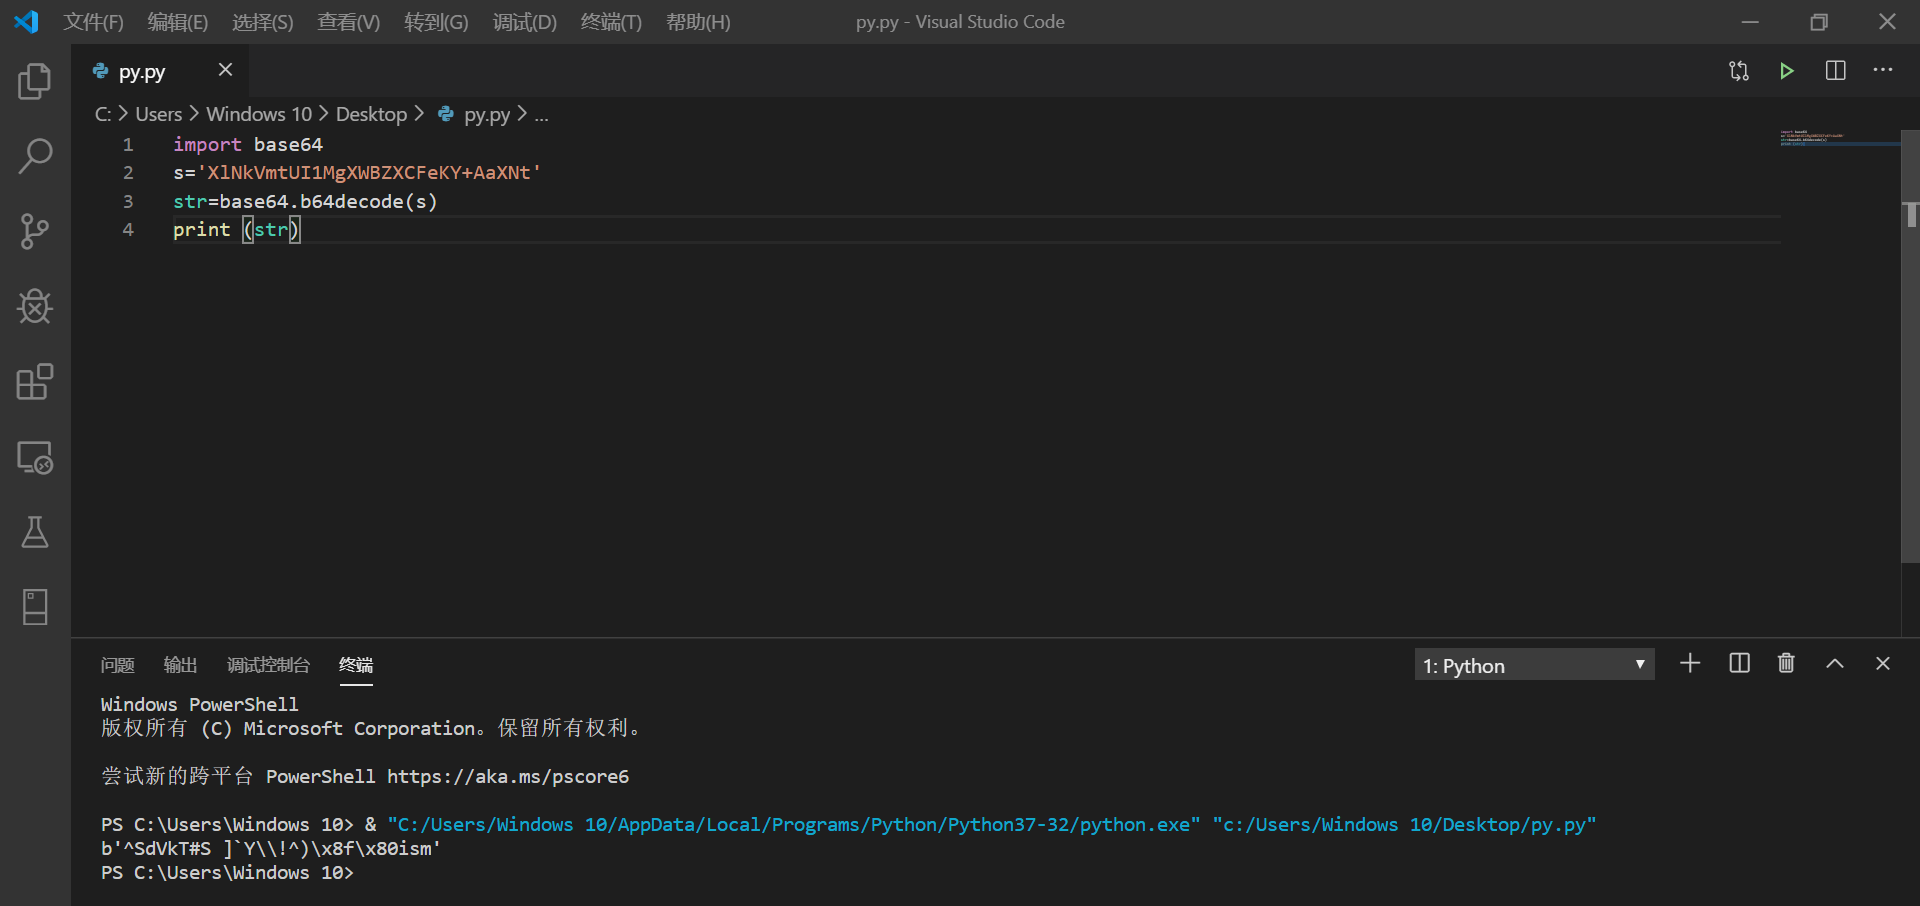 文件(F) 编辑(E) 选择(S) 查看(V) 转到(G) 调试(D) 终端(T) 帮助(H) py.py - Visual Studio Code
py.py
C: > Users > Windows 10 > Desktop > py.py > ...
1 import base64
2 s='XlNkVmtUI1MgXWBZXCFeKY+AaXNt'
3 str=base64.b64decode(s)
4 print (str)
问题 输出 调试控制台 终端 1: Python
Windows PowerShell
版权所有 (C) Microsoft Corporation。保留所有权利。
尝试新的跨平台 PowerShell https://aka.ms/pscore6
PS C:\Users\Windows 10> & "C:/Users/Windows 10/AppData/Local/Programs/Python/Python37-32/python.exe" "c:/Users/Windows 10/Desktop/py.py"
b'^SdVkT#S ]`Y\\!^)\x8f\x80ism'
PS C:\Users\Windows 10>